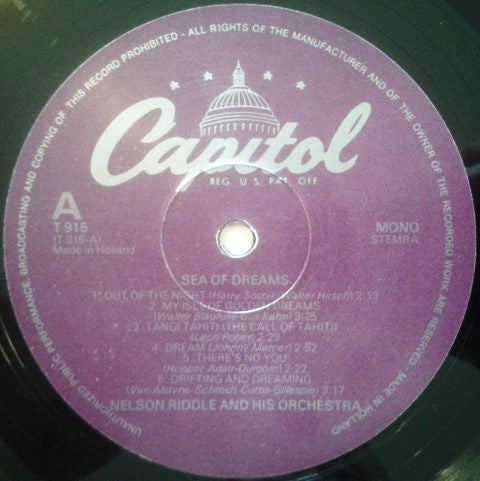 UNAUTHORIZED PUBLIC PERFORMANCE, BROADCASTING AND COPYING OF THIS RECORD PROHIBITED - ALL RIGHTS OF THE MANUFACTURER AND OF THE OWNER OF THE RECORDED WORK ARE RESERVED - MADE IN HOLLAND
Capitol
REG. U.S. PAT. OFF
A
T 915
(T 915-A)
Made in Holland
MONO
STEMRA
SEA OF DREAMS
1. OUT OF THE NIGHT (Harry Sosnik-Walter Hirsch) 2:13
2. MY ISLE OF GOLDEN DREAMS
(Walter Blaufuss-Gus Kahn) 3:25
3. TANGI TAHITI (THE CALL OF TAHITI)
(Leon Pober) 2:29
4. DREAM (Johnny Mercer) 2:52
5. THERE'S NO YOU
(Hopper-Adair-Durgom) 2:22
6. DRIFTING AND DREAMING
(Van Alstyne-Schmidt-Curtis-Gillespie) 3:17
NELSON RIDDLE AND HIS ORCHESTRA